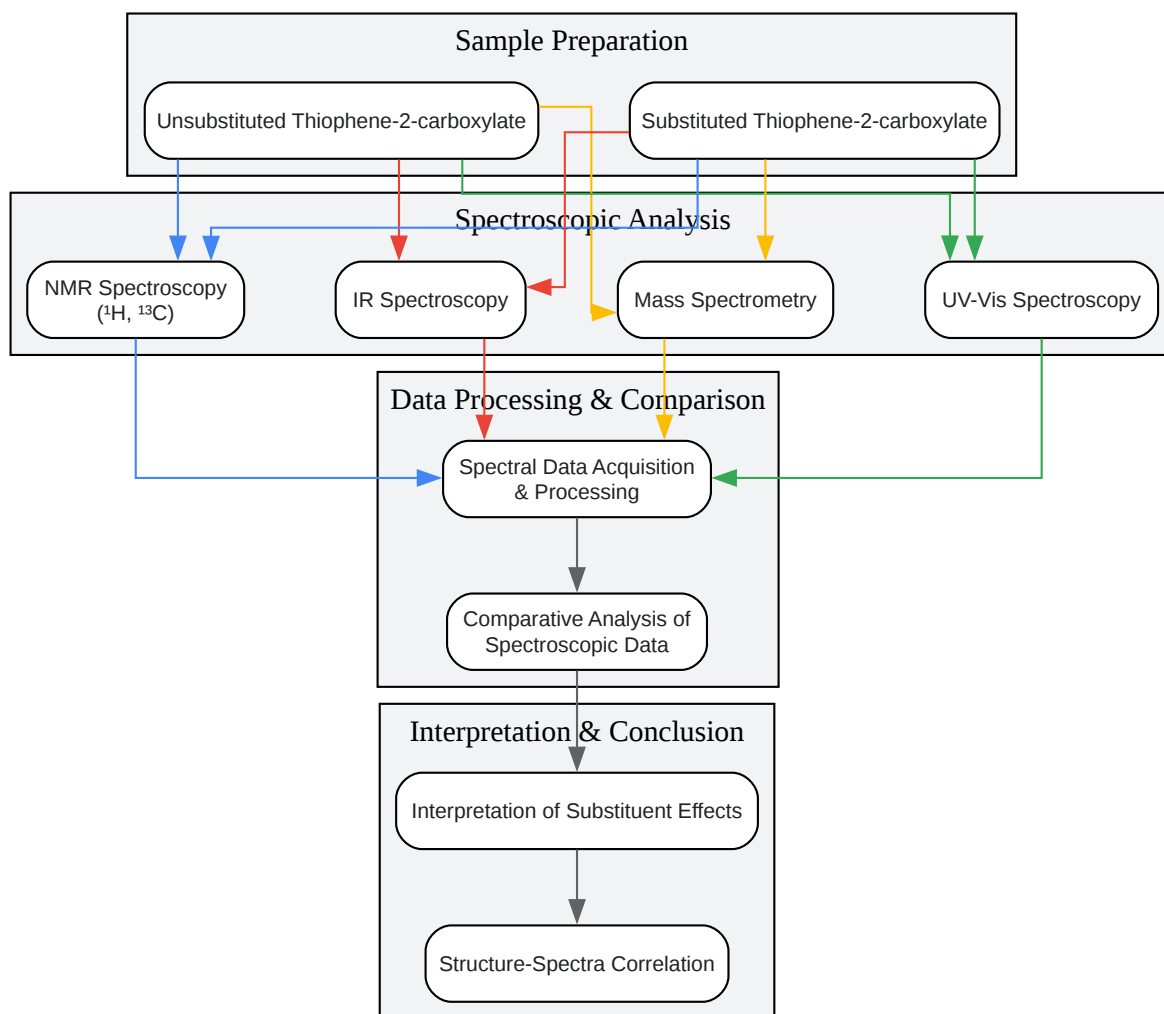 Sample Preparation
Unsubstituted Thiophene-2-carboxylate
Substituted Thiophene-2-carboxylate
Spectroscopic Analysis
NMR Spectroscopy
(¹H, ¹³C)
IR Spectroscopy
Mass Spectrometry
UV-Vis Spectroscopy
Data Processing & Comparison
Spectral Data Acquisition
& Processing
Comparative Analysis of
Spectroscopic Data
Interpretation & Conclusion
Interpretation of Substituent Effects
Structure-Spectra Correlation